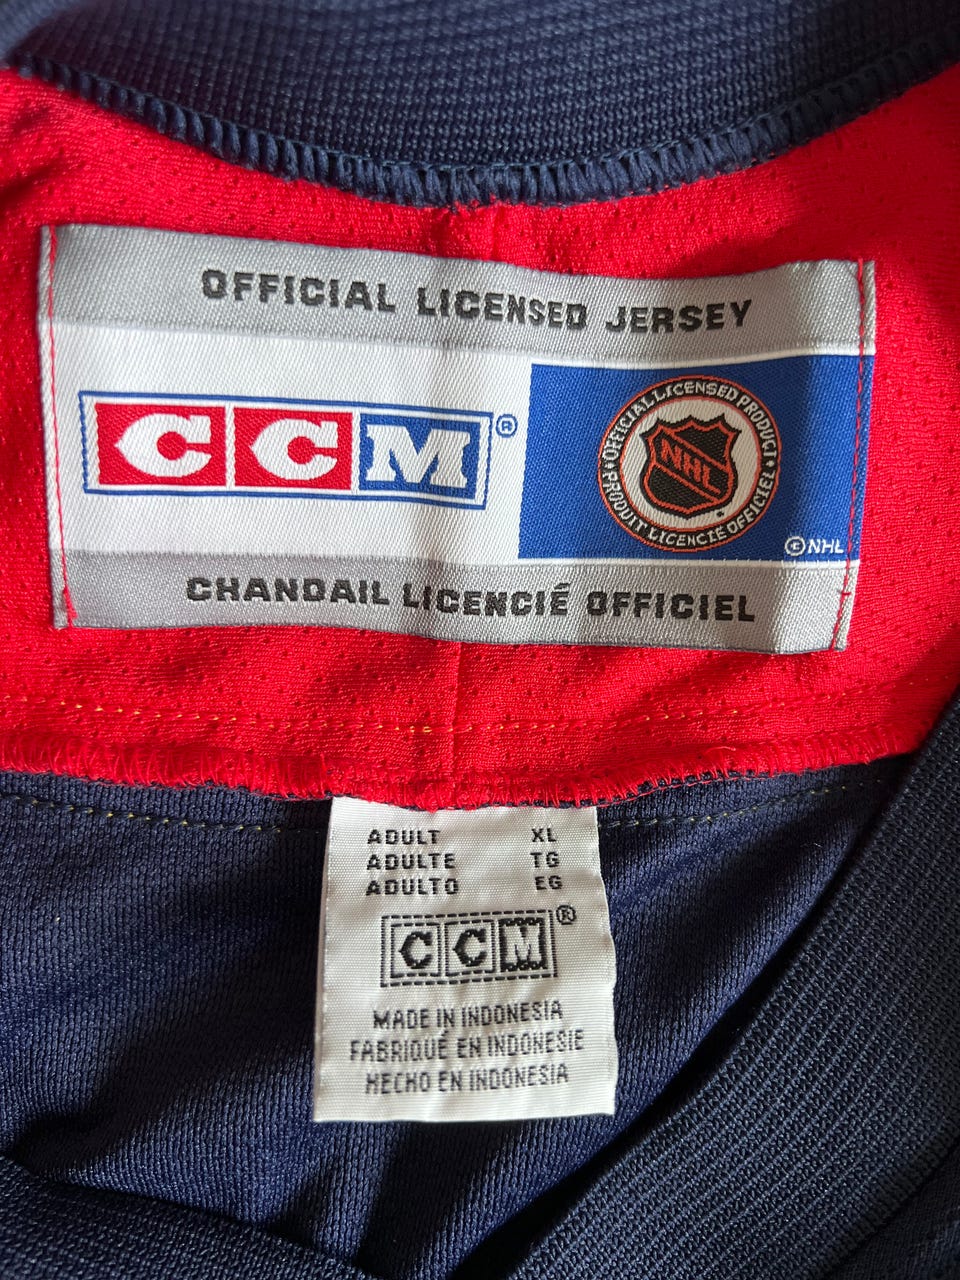 OFFICIAL LICENSED JERSEY
CCM®
OFFICIAL LICENSED PRODUCT
NHL
PRODUIT LICENCIÉ OFFICIEL
©NHL
CHANDAIL LICENCIÉ OFFICIEL
ADULT XL
ADULTE TG
ADULTO EG
CCM®
MADE IN INDONESIA
FABRIQUÉ EN INDONESIE
HECHO EN INDONESIA